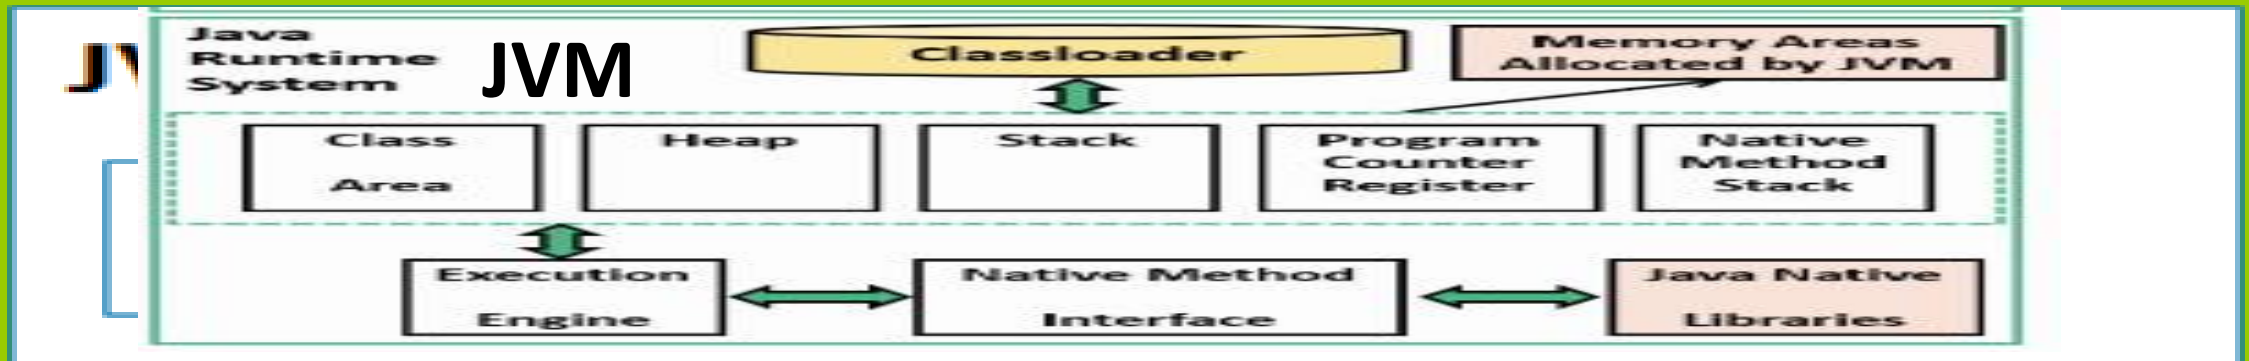 Java
Runtime
System
JVM
Classloader
Memory Areas
Allocated by JVM
Class
Area
Heap
Stack
Program
Counter
Register
Native
Method
Stack
Execution
Engine
Native Method
Interface
Java Native
Libraries